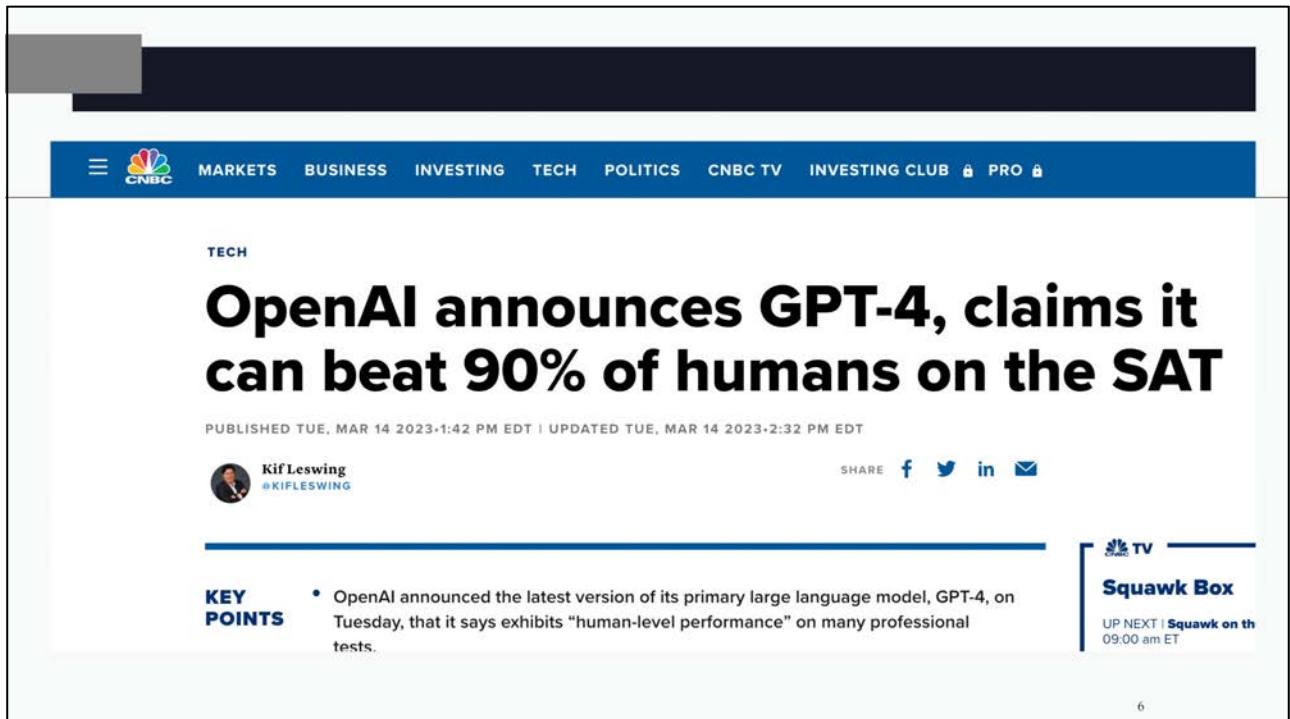 CNBC
MARKETS BUSINESS INVESTING TECH POLITICS CNBC TV INVESTING CLUB PRO
TECH
OpenAI announces GPT-4, claims it
can beat 90% of humans on the SAT
PUBLISHED TUE, MAR 14 2023•1:42 PM EDT | UPDATED TUE, MAR 14 2023•2:32 PM EDT
Kif Leswing
@KIFLESWING
SHARE f in
KEY
POINTS
• OpenAI announced the latest version of its primary large language model, GPT-4, on
Tuesday, that it says exhibits “human-level performance” on many professional
tests.
CNBC TV
Squawk Box
UP NEXT | Squawk on th
09:00 am ET
6